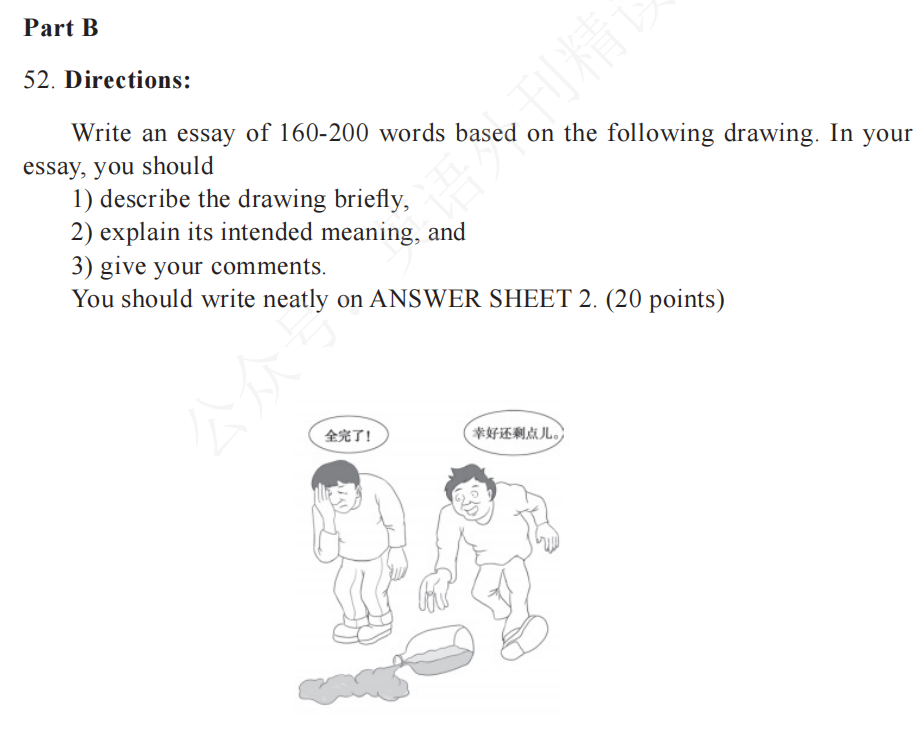 Part B
52. Directions:
Write an essay of 160-200 words based on the following drawing. In your
essay, you should
1) describe the drawing briefly,
2) explain its intended meaning, and
3) give your comments.
You should write neatly on ANSWER SHEET 2. (20 points)
公众号·英语外刊精读
全完了!
幸好还剩点儿。